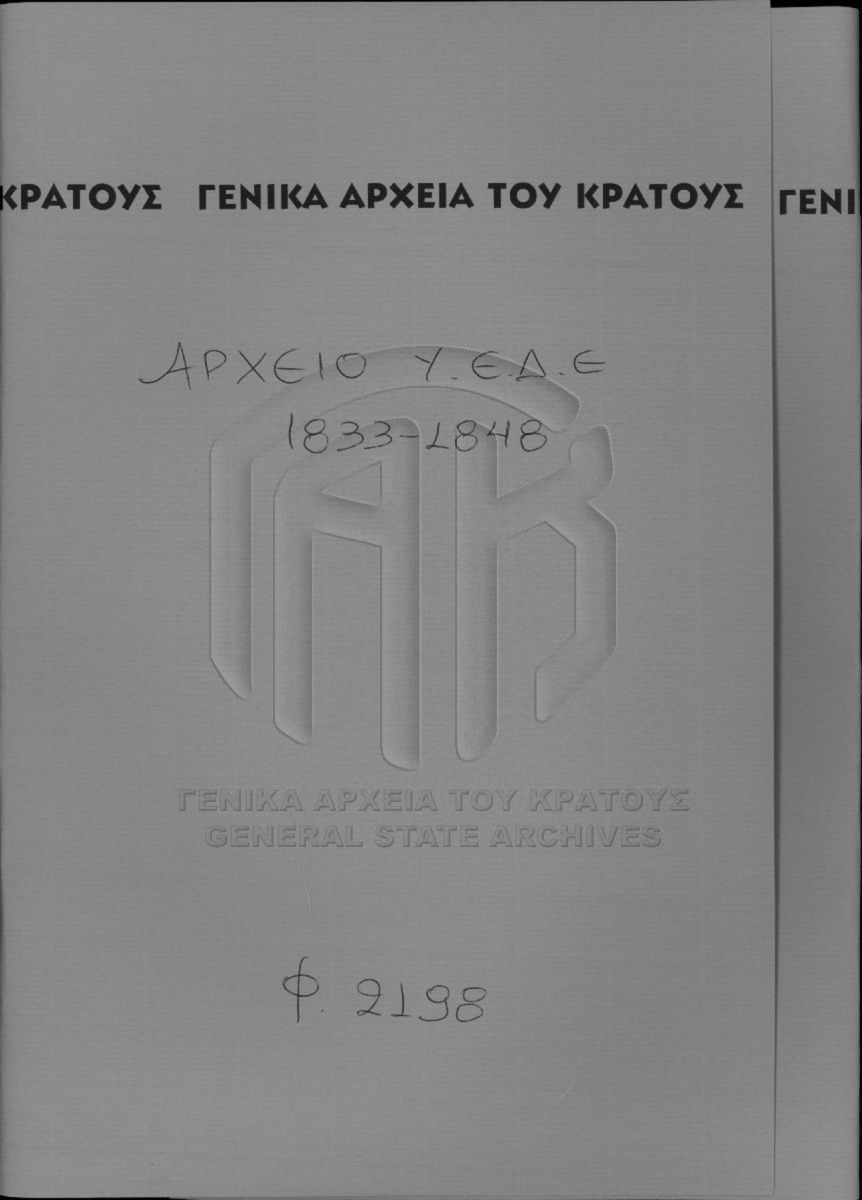 ΚΡΑΤΟΥΣ ΓΕΝΙΚΑ ΑΡΧΕΙΑ ΤΟΥ ΚΡΑΤΟΥΣ ΓΕΝΙ
ΑΡΧΕΙΟ Υ.Ε.Δ.Ε
1833-1848
ΓΕΝΙΚΑ ΑΡΧΕΙΑ ΤΟΥ ΚΡΑΤΟΥΣ
GENERAL STATE ARCHIVES
Φ. 2198